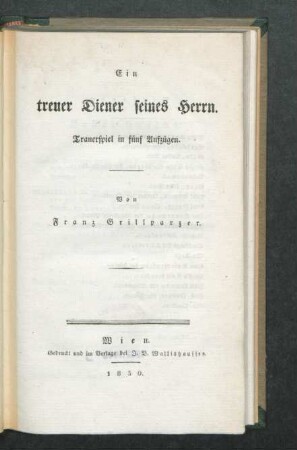 Ein
treuer Diener seines Herrn.
Trauerspiel in fünf Aufzügen.
Von
Franz Grillparzer.
Wien.
Gedruckt und im Verlage bei J. B. Wallishausser.
1830.